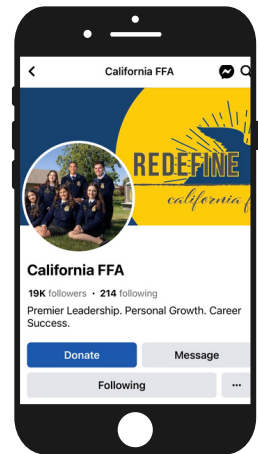 California FFA
REDEFINE
california f
California FFA
19K followers • 214 following
Premier Leadership. Personal Growth. Career
Success.
Donate
Message
Following